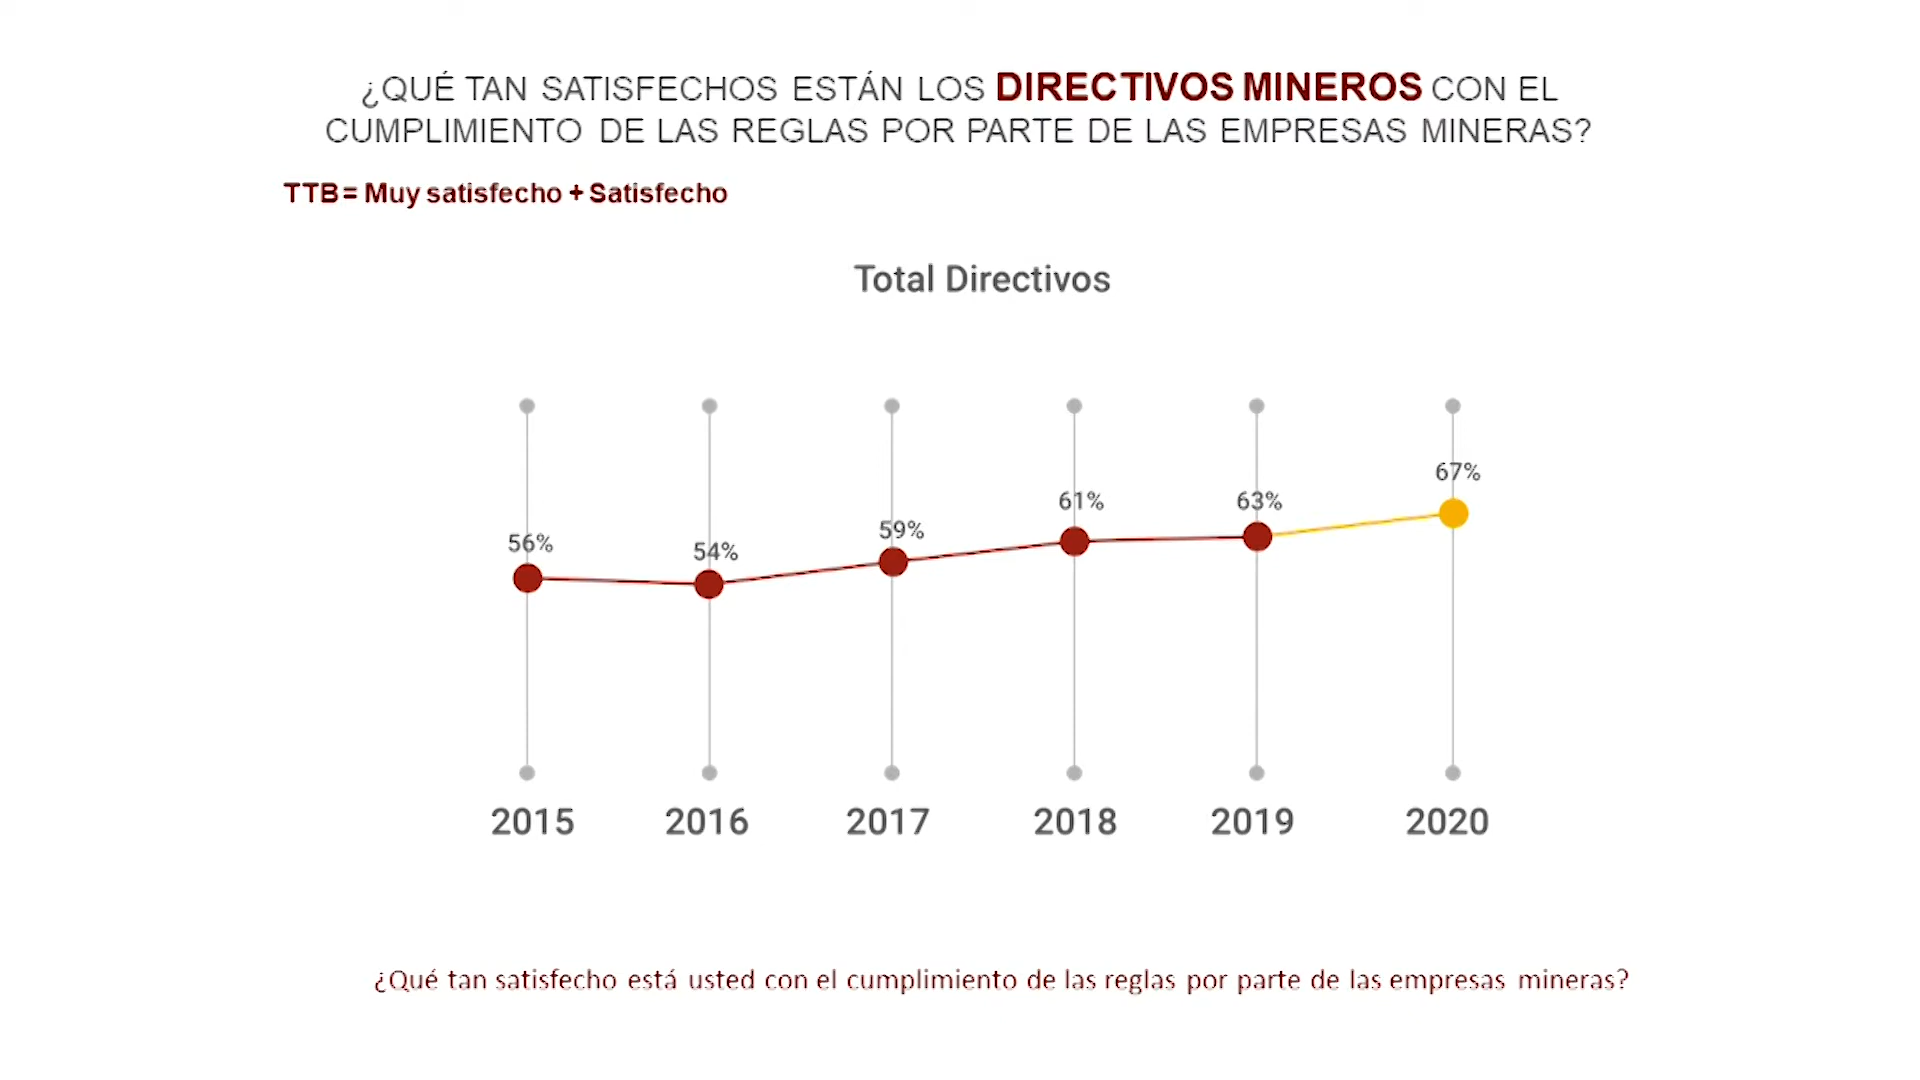 ¿QUÉ TAN SATISFECHOS ESTÁN LOS DIRECTIVOS MINEROS CON EL
CUMPLIMIENTO DE LAS REGLAS POR PARTE DE LAS EMPRESAS MINERAS?
TTB= Muy satisfecho + Satisfecho
Total Directivos
56%
54%
59%
61%
63%
67%
2015
2016
2017
2018
2019
2020
¿Qué tan satisfecho está usted con el cumplimiento de las reglas por parte de las empresas mineras?